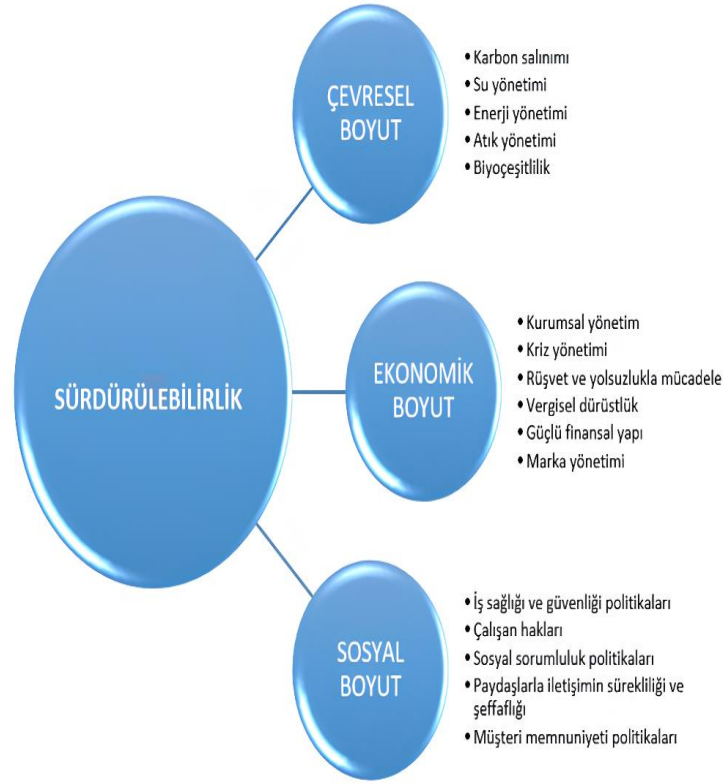 ÇEVRESEL
BOYUT
• Karbon salınımı
• Su yönetimi
• Enerji yönetimi
• Atık yönetimi
• Biyoçeşitlilik
SÜRDÜRÜLEBİLİRLİK
EKONOMİK
BOYUT
• Kurumsal yönetim
• Kriz yönetimi
• Rüşvet ve yolsuzlukla mücadele
• Vergisel dürüstlük
• Güçlü finansal yapı
• Marka yönetimi
SOSYAL
BOYUT
• İş sağlığı ve güvenliği politikaları
• Çalışan hakları
• Sosyal sorumluluk politikaları
• Paydaşlarla iletişimin sürekliliği ve
şeffaflığı
• Müşteri memnuniyeti politikaları